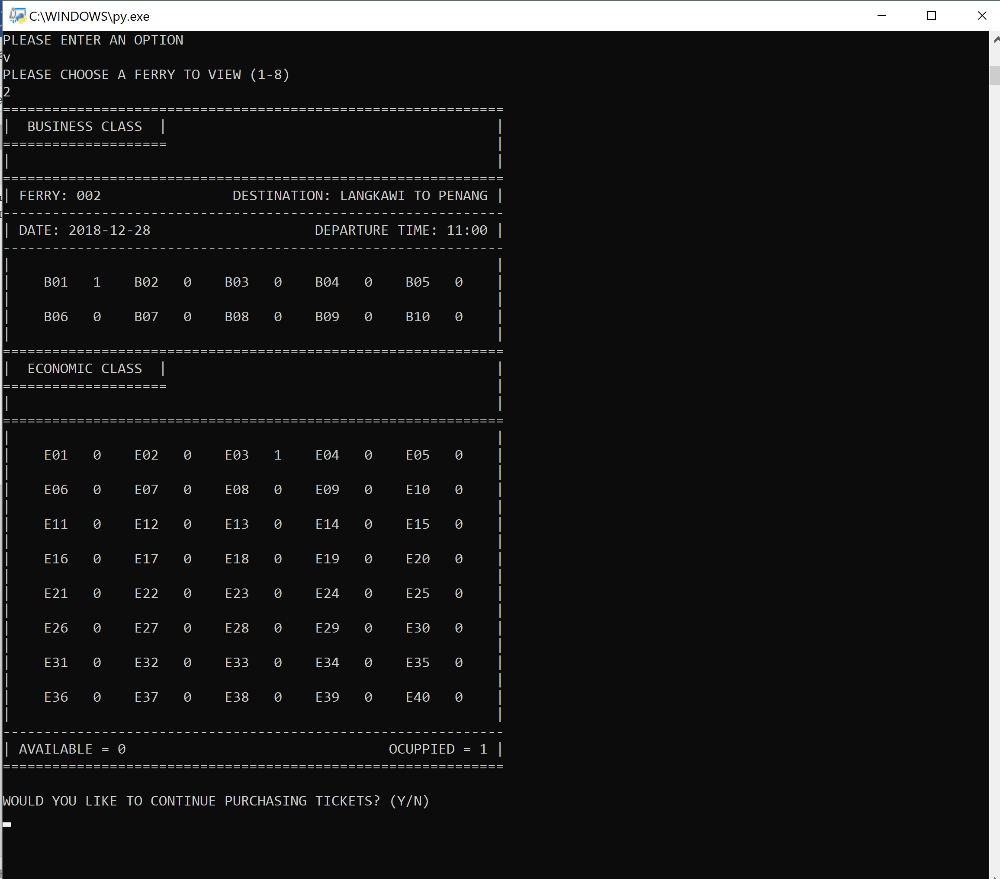 C:\WINDOWS\py.exe
PLEASE ENTER AN OPTION
v
PLEASE CHOOSE A FERRY TO VIEW (1-8)
2
=============================================================
|  BUSINESS CLASS  |                                        |
====================                                        |
|                                                           |
=============================================================
| FERRY: 002                DESTINATION: LANGKAWI TO PENANG |
-------------------------------------------------------------
| DATE: 2018-12-28                    DEPARTURE TIME: 11:00 |
-------------------------------------------------------------
|                                                           |
|    B01   1    B02   0    B03   0    B04   0    B05   0    |
|                                                           |
|    B06   0    B07   0    B08   0    B09   0    B10   0    |
|                                                           |
=============================================================
|  ECONOMIC CLASS  |                                        |
====================                                        |
|                                                           |
=============================================================
|                                                           |
|    E01   0    E02   0    E03   1    E04   0    E05   0    |
|                                                           |
|    E06   0    E07   0    E08   0    E09   0    E10   0    |
|                                                           |
|    E11   0    E12   0    E13   0    E14   0    E15   0    |
|                                                           |
|    E16   0    E17   0    E18   0    E19   0    E20   0    |
|                                                           |
|    E21   0    E22   0    E23   0    E24   0    E25   0    |
|                                                           |
|    E26   0    E27   0    E28   0    E29   0    E30   0    |
|                                                           |
|    E31   0    E32   0    E33   0    E34   0    E35   0    |
|                                                           |
|    E36   0    E37   0    E38   0    E39   0    E40   0    |
|                                                           |
-------------------------------------------------------------
| AVAILABLE = 0                                OCUPPIED = 1 |
=============================================================
WOULD YOU LIKE TO CONTINUE PURCHASING TICKETS? (Y/N)